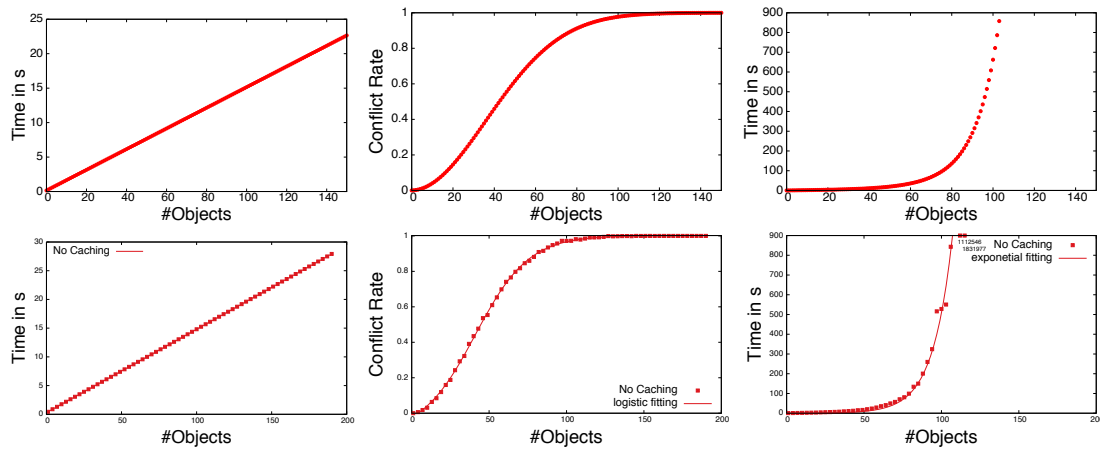 25
20
15
10
5
0
0 20 40 60 80 100 120 140
Time in s
#Objects
1
0.8
0.6
0.4
0.2
0
0 20 40 60 80 100 120 140
Conflict Rate
#Objects
900
800
700
600
500
400
300
200
100
0
0 20 40 60 80 100 120 140
Time in s
#Objects
30
25
20
15
10
5
0
0 50 100 150 200
No Caching
Time in s
#Objects
1
0.8
0.6
0.4
0.2
0
0 50 100 150 200
No Caching
logistic fitting
Conflict Rate
#Objects
900
800
700
600
500
400
300
200
100
0
0 50 100 150 20
1112546
1831977
No Caching
exponetial fitting
Time in s
#Objects